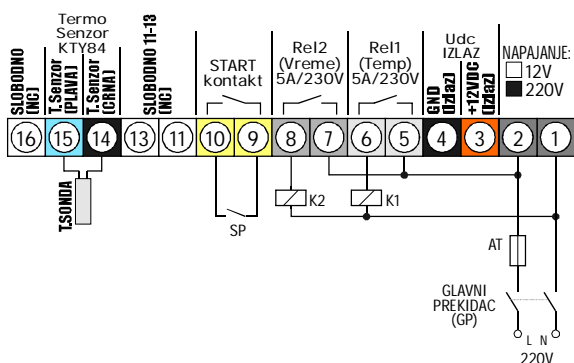 Termo
Senzor
KTY84
SLOBODNO
(NC)
T.Senzor
(PLAVA)
T.Senzor
(CRNA)
SLOBODNO 11-13
(NC)
START
kontakt
Rel2
(Vreme)
5A/230V
Rel1
(Temp)
5A/230V
Udc
IZLAZ
GND
(izlaz)
+12VDC
(izlaz)
NAPAJANJE:
12V
220V
16 15 14 13 11 10 9 8 7 6 5 4 3 2 1
T.SONDA
SP
K2
K1
AT
GLAVNI
PREKIDAC
(GP)
L N
220V